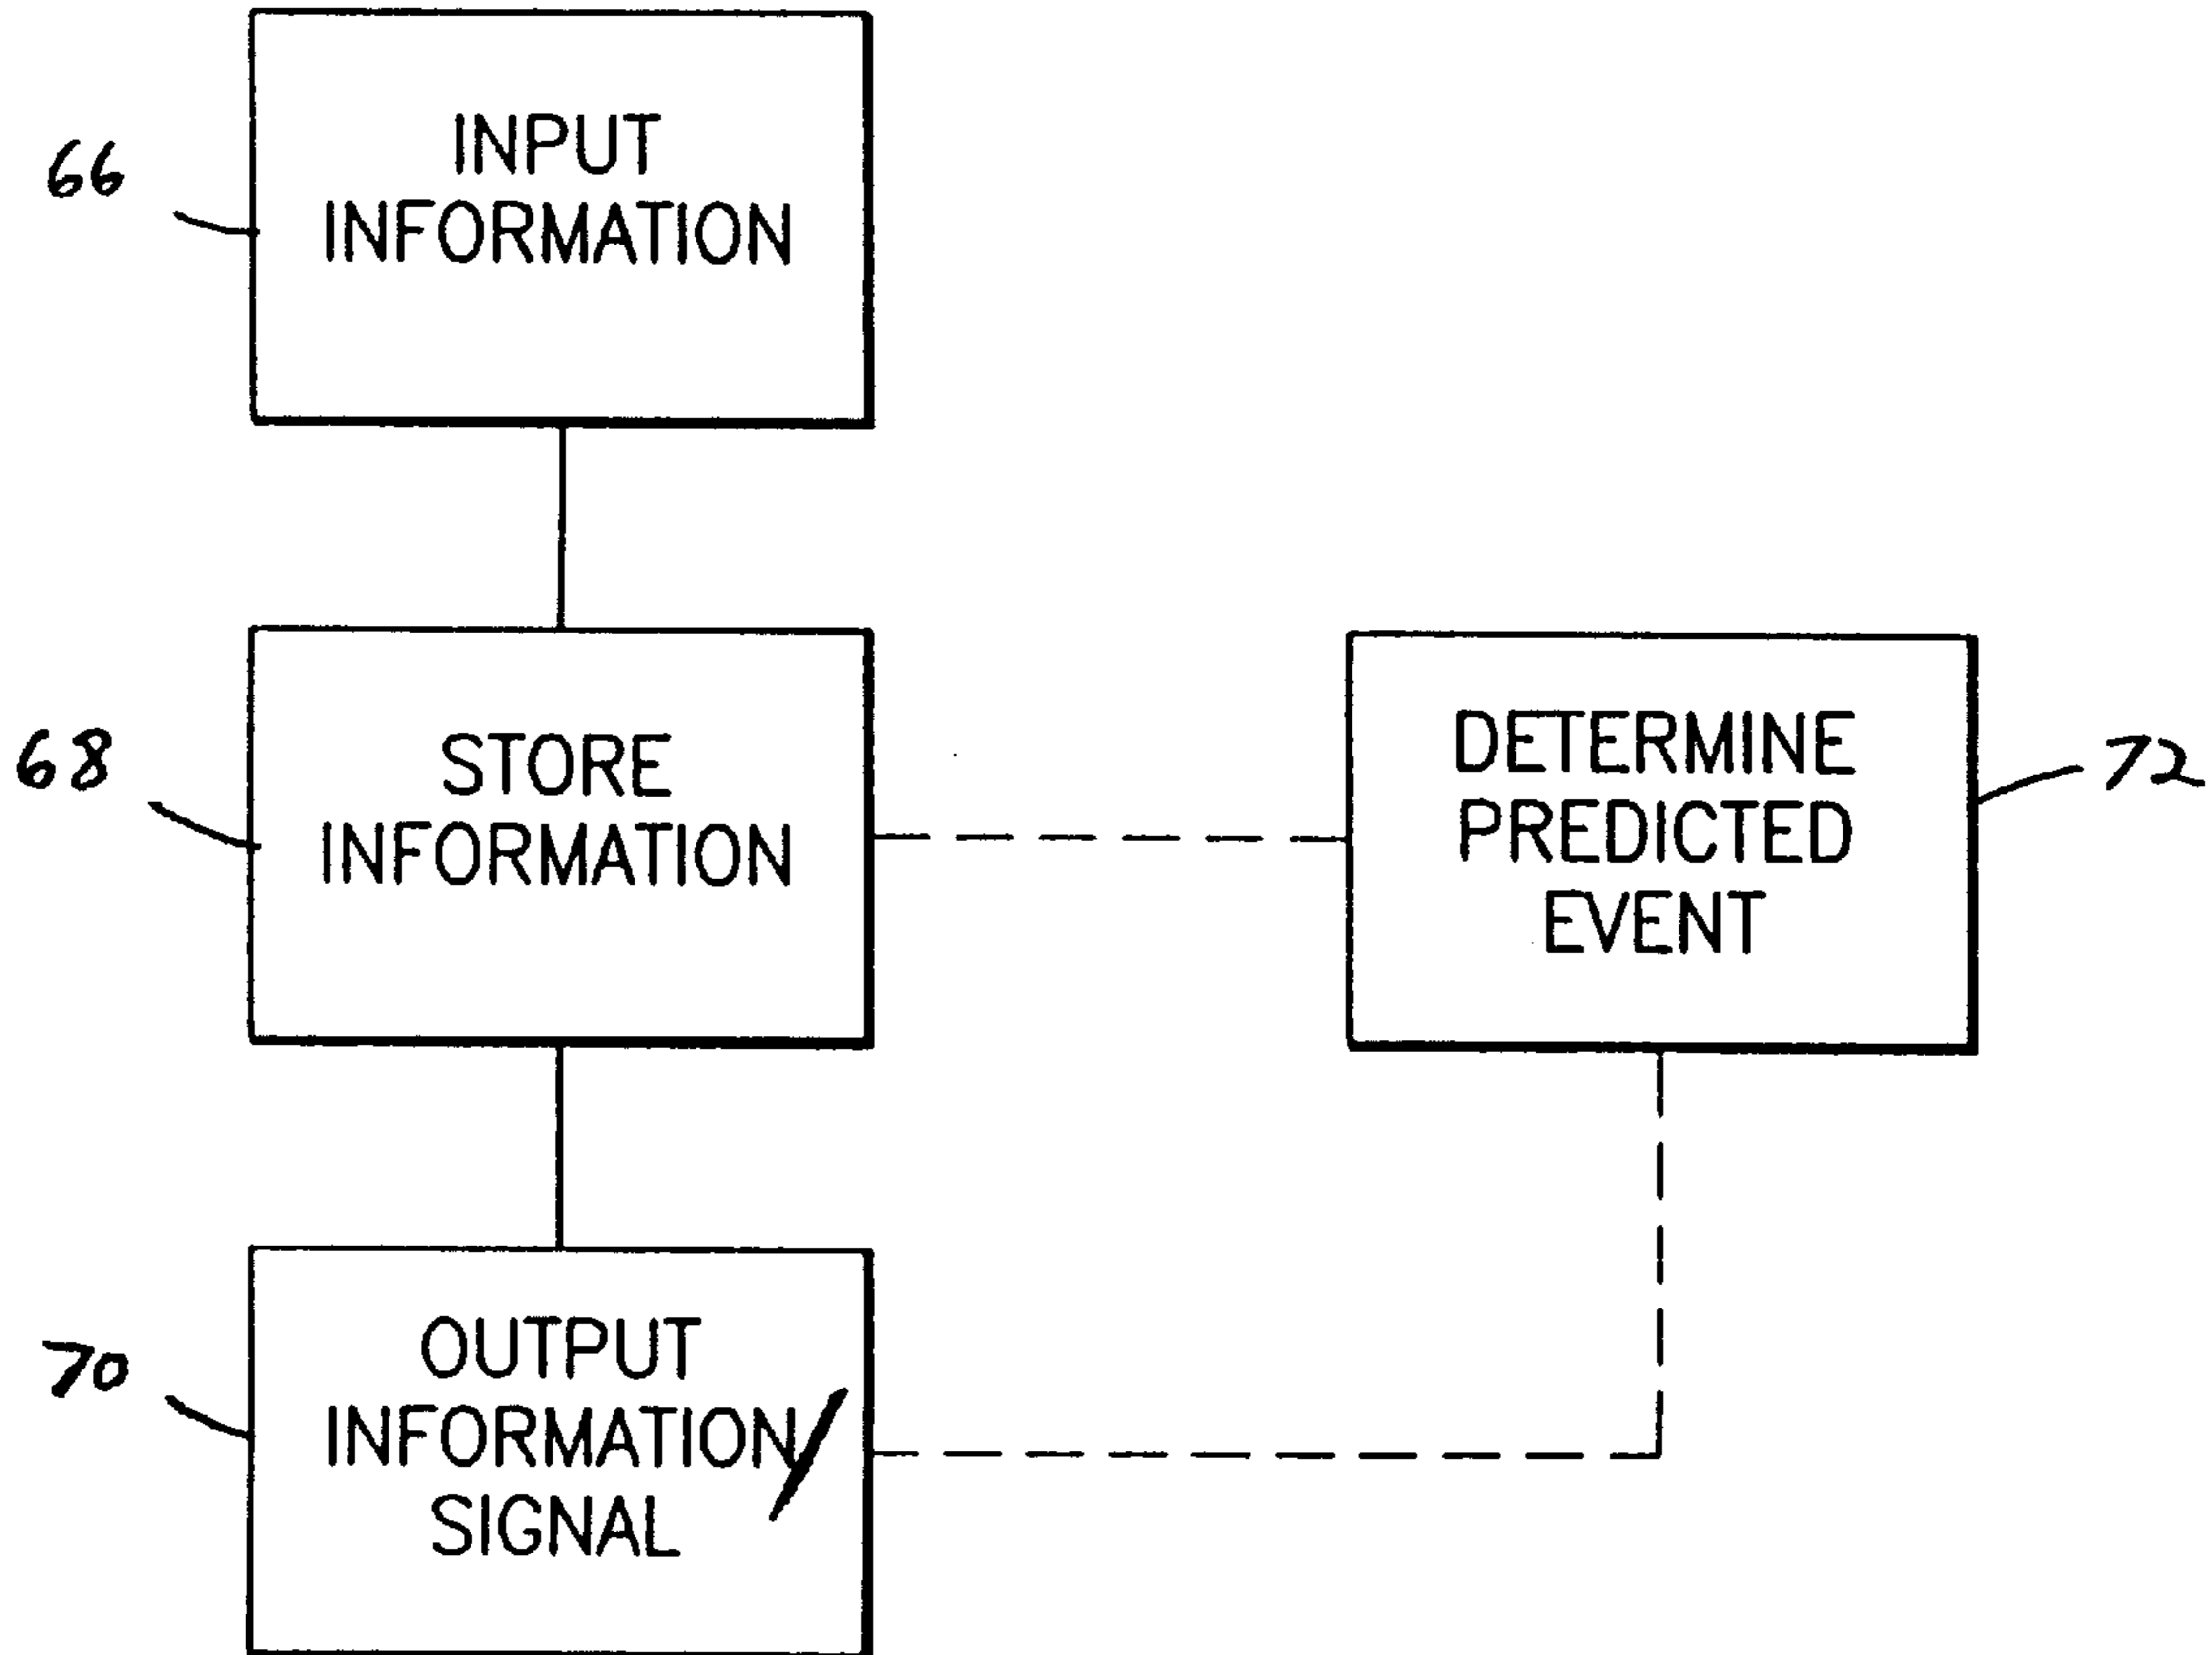 66
INPUT
INFORMATION
68
STORE
INFORMATION
DETERMINE
PREDICTED
EVENT
72
70
OUTPUT
INFORMATION/
SIGNAL